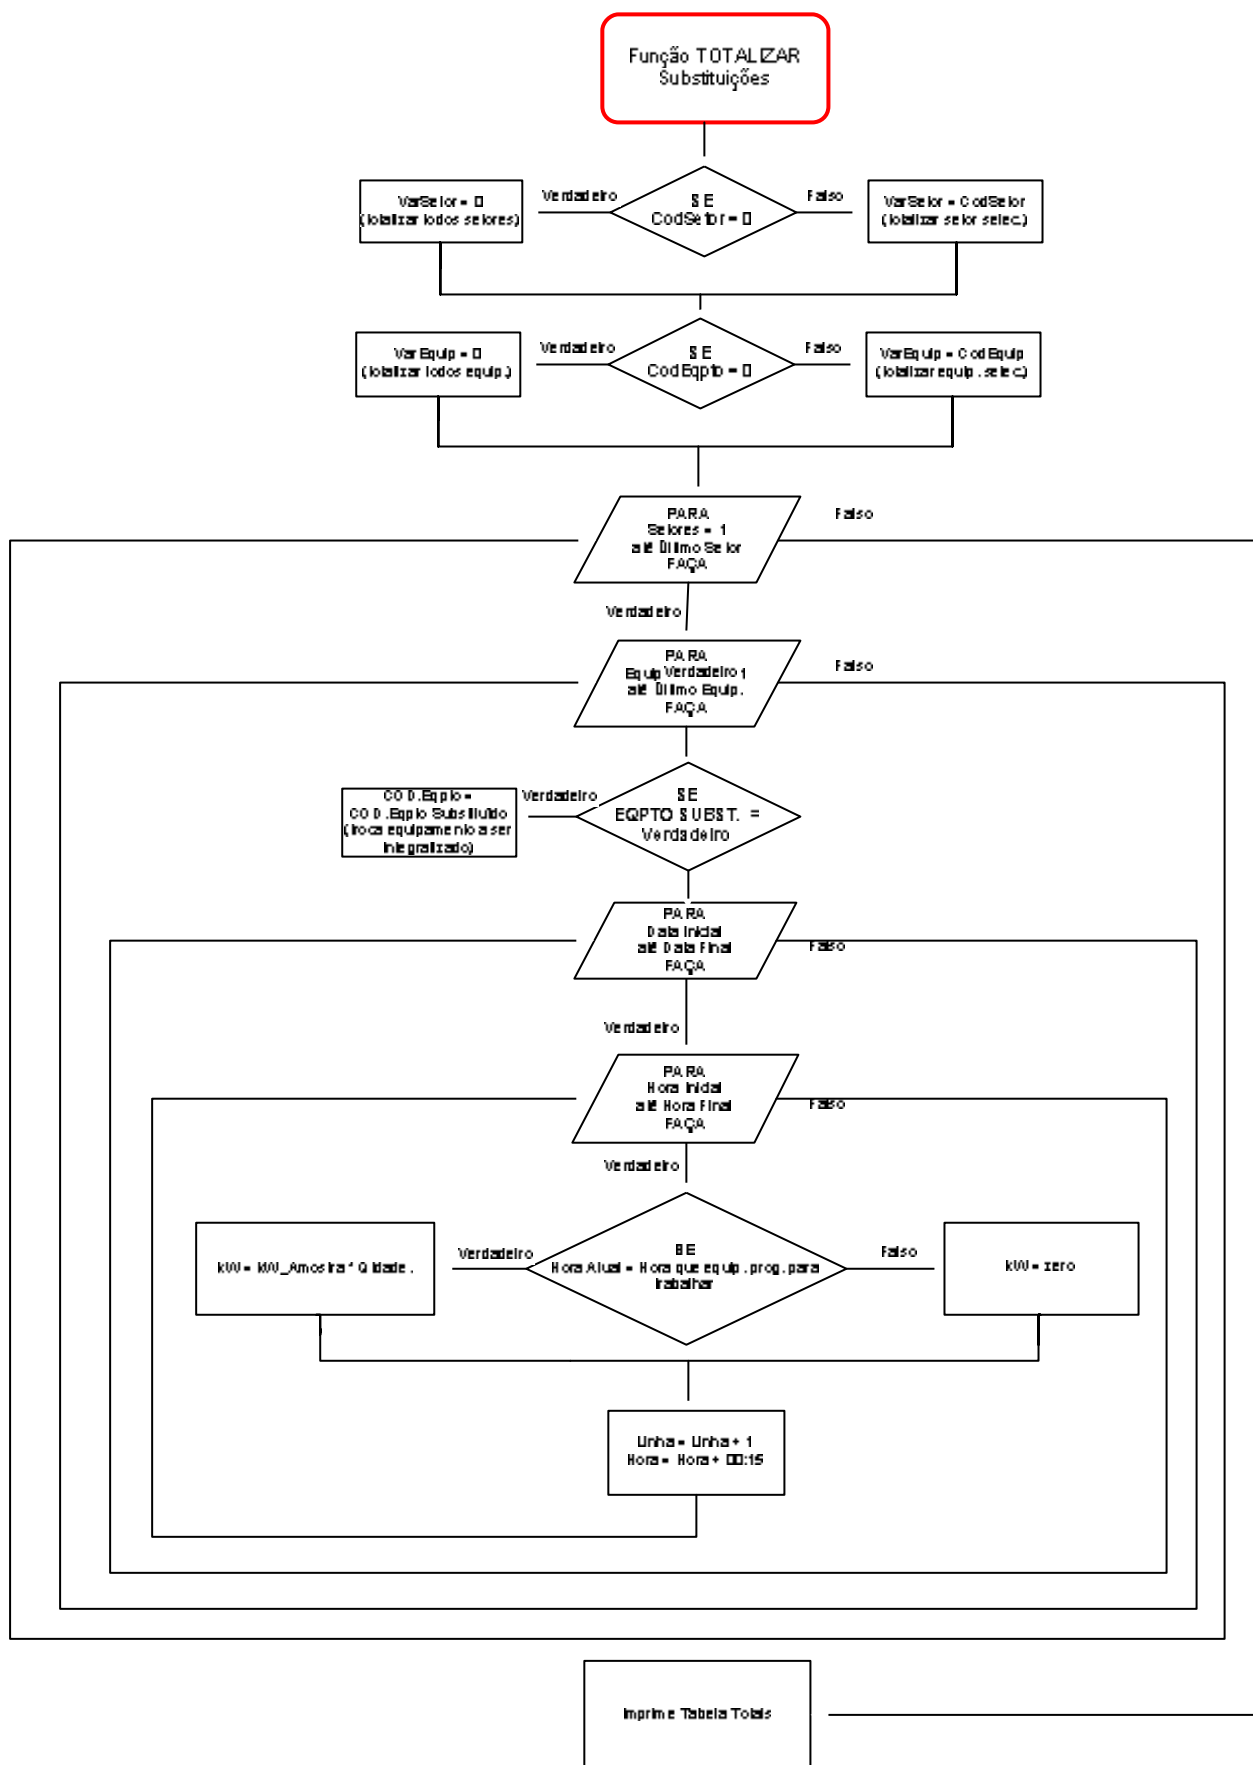 Função TOTALIZAR
Substituições
Verdadeiro
SE
CodSetor = 0
Falso
VarSetor = 0
(totalizar todos setores)
VarSetor = CodSetor
(totalizar setor selec.)
Verdadeiro
SE
CodEqpto = 0
Falso
VarEquip = 0
(totalizar todos equip.)
VarEquip = CodEquip
(totalizar equip. selec.)
PARA
Setores = 1
até Último Setor
FAÇA
Falso
Verdadeiro
PARA
Equip Verdadeiro 1
até Último Equip.
FAÇA
Falso
COD.Eqpto =
COD.Eqpto Substituído
(troca equipamento a ser
integralizado)
Verdadeiro
SE
EQPTO SUBST. =
Verdadeiro
PARA
Data Inicial
até Data Final
FAÇA
Falso
Verdadeiro
PARA
Hora Inicial
até Hora Final
FAÇA
Falso
Verdadeiro
kW = kW_Amostra * Qtdade.
Verdadeiro
SE
Hora Atual = Hora que equip. prog. para
trabalhar
Falso
kW = zero
Linha = Linha + 1
Hora = Hora + 00:15
Imprime Tabela Totais